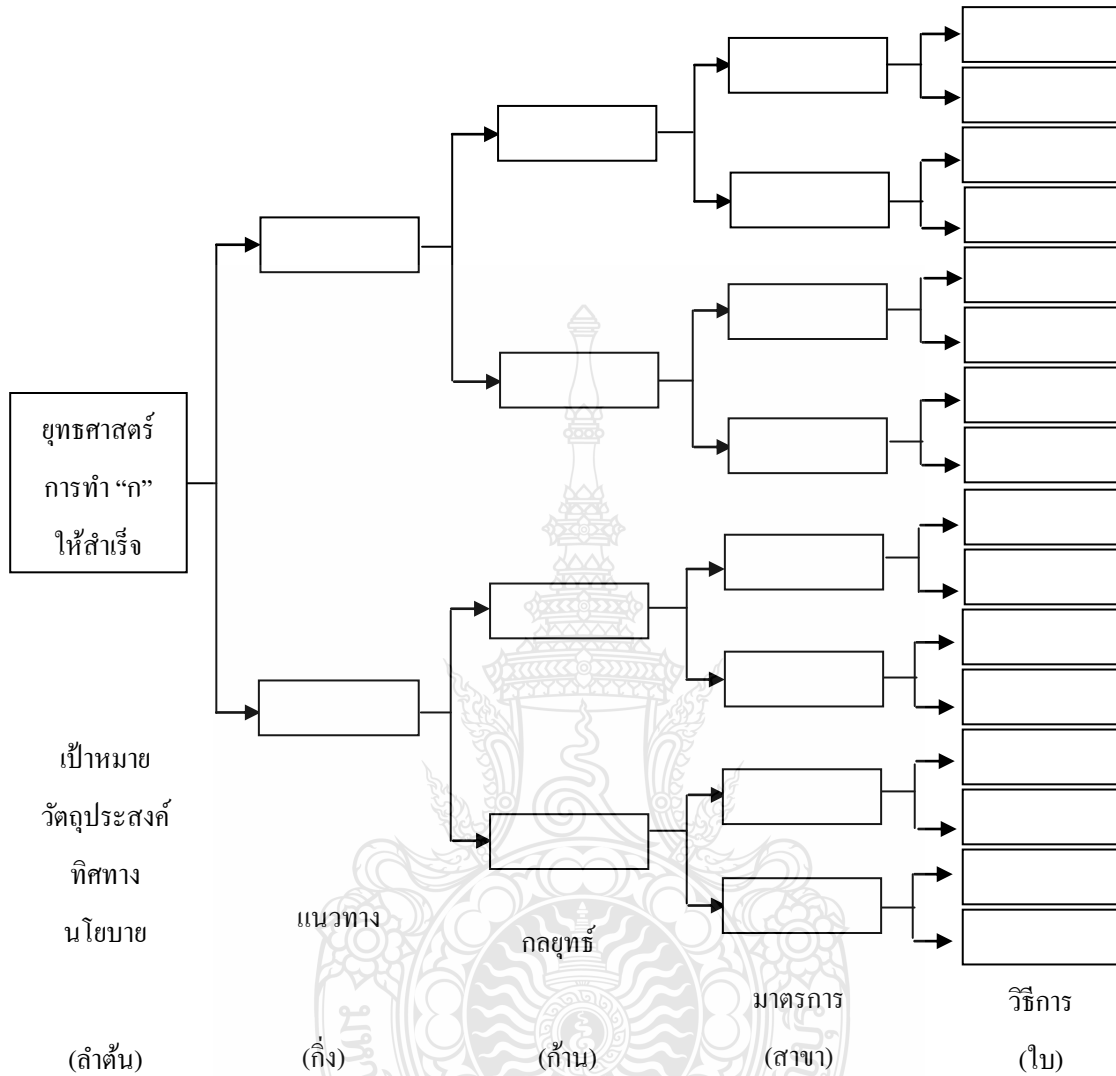 ยุทธศาสตร์
การทำ “ก”
ให้สำเร็จ
เป้าหมาย
วัตถุประสงค์
ทิศทาง
นโยบาย
แนวทาง
กลยุทธ์
มาตรการ
วิธีการ
(ลำต้น)
(กิ่ง)
(ก้าน)
(สาขา)
(ใบ)